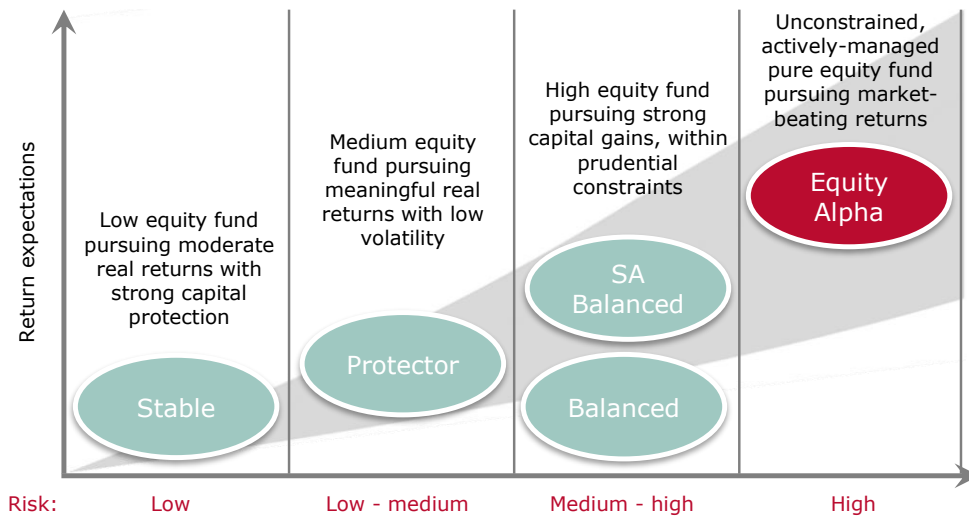 Return expectations
Low equity fund
pursuing moderate
real returns with
strong capital
protection
Stable
Medium equity
fund pursuing
meaningful real
returns with low
volatility
Protector
High equity fund
pursuing strong
capital gains, within
prudential
constraints
SA
Balanced
Balanced
Unconstrained,
actively-managed
pure equity fund
pursuing market-
beating returns
Equity
Alpha
Risk:
Low
Low - medium
Medium - high
High